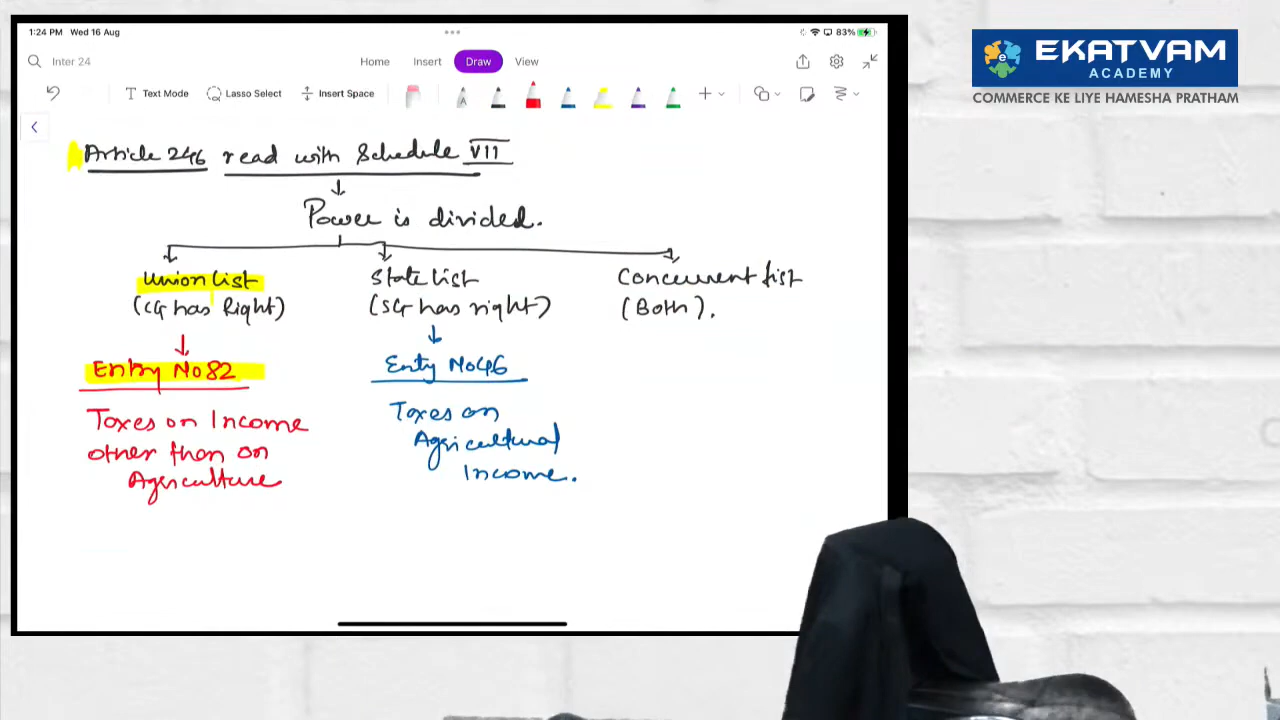 1:24 PM Wed 16 Aug
83%
EKATVAM
ACADEMY
COMMERCE KE LIYE HAMESHA PRATHAM
Inter 24
Home Insert Draw View
Text Mode Lasso Select Insert Space
Article 246 read with Schedule VII
Power is divided.
Union list State list Concurrent list
(CG has Right) (SG has right) (Both).
Entry No 82 Entry No 46
Taxes on Income
other than on
Agriculture
Taxes on
Agricultural
Income.